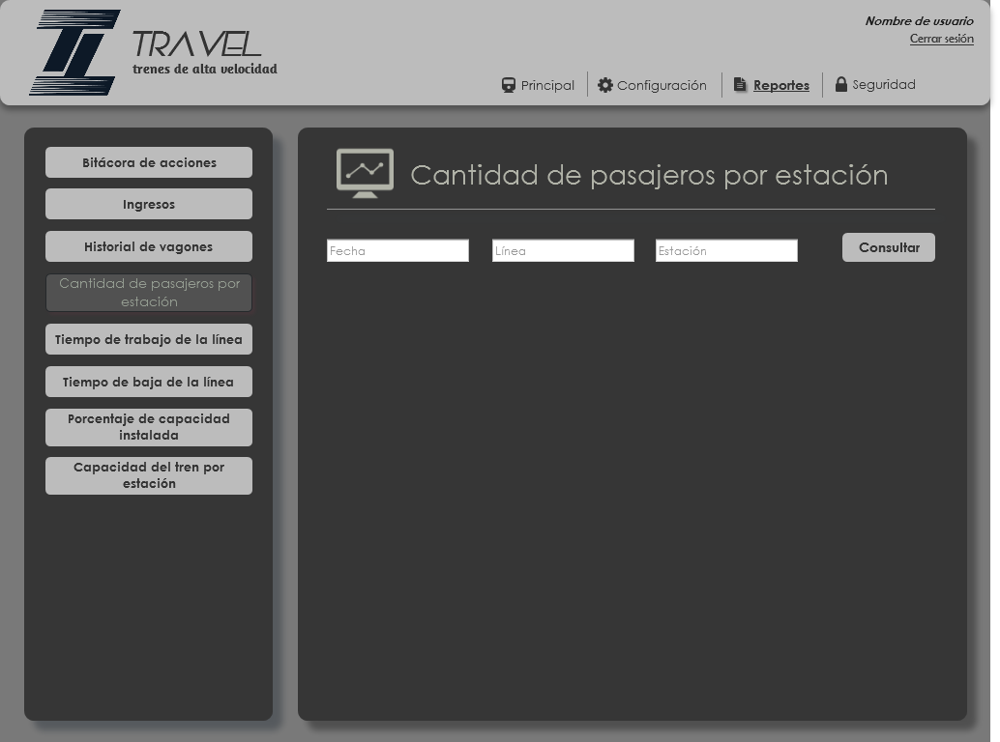 Nombre de usuario
Cerrar sesión
TRAVEL
trenes de alta velocidad
Principal
Configuración
Reportes
Seguridad
Bitácora de acciones
Ingresos
Historial de vagones
Cantidad de pasajeros por
estación
Tiempo de trabajo de la línea
Tiempo de baja de la línea
Porcentaje de capacidad
instalada
Capacidad del tren por
estación
Cantidad de pasajeros por estación
Fecha
Línea
Estación
Consultar